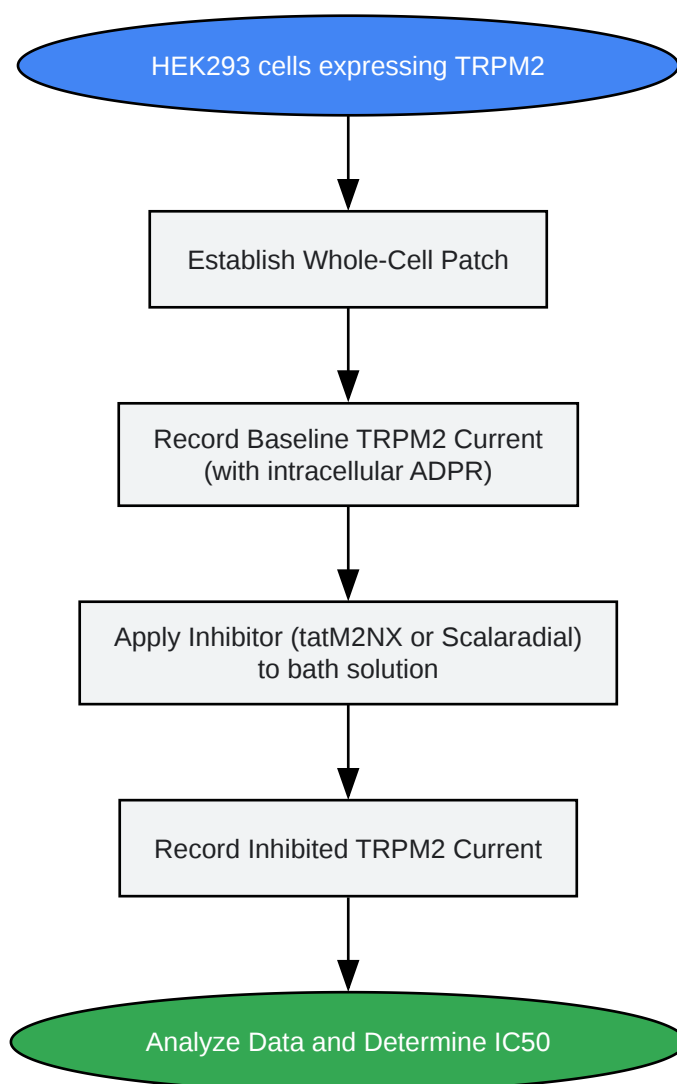 HEK293 cells expressing TRPM2
Establish Whole-Cell Patch
Record Baseline TRPM2 Current
(with intracellular ADPR)
Apply Inhibitor (tatM2NX or Scalaradial)
to bath solution
Record Inhibited TRPM2 Current
Analyze Data and Determine IC50